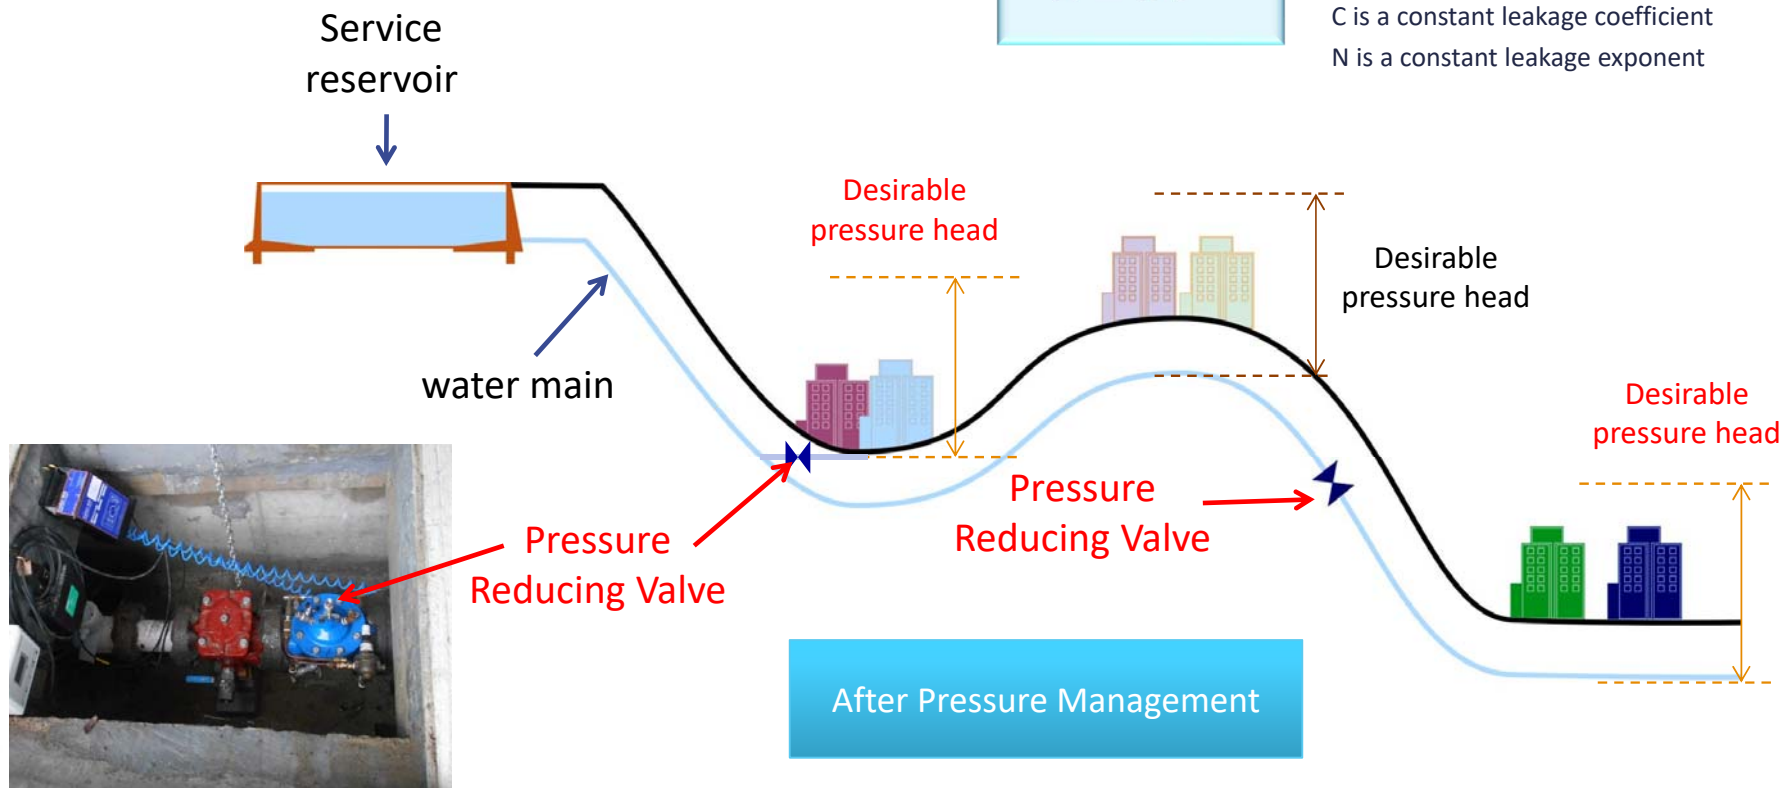 C is a constant leakage coefficient
N is a constant leakage exponent
Service
reservoir
Desirable
pressure head
Desirable
pressure head
water main
Desirable
pressure head
Pressure
Reducing Valve
Pressure
Reducing Valve
After Pressure Management